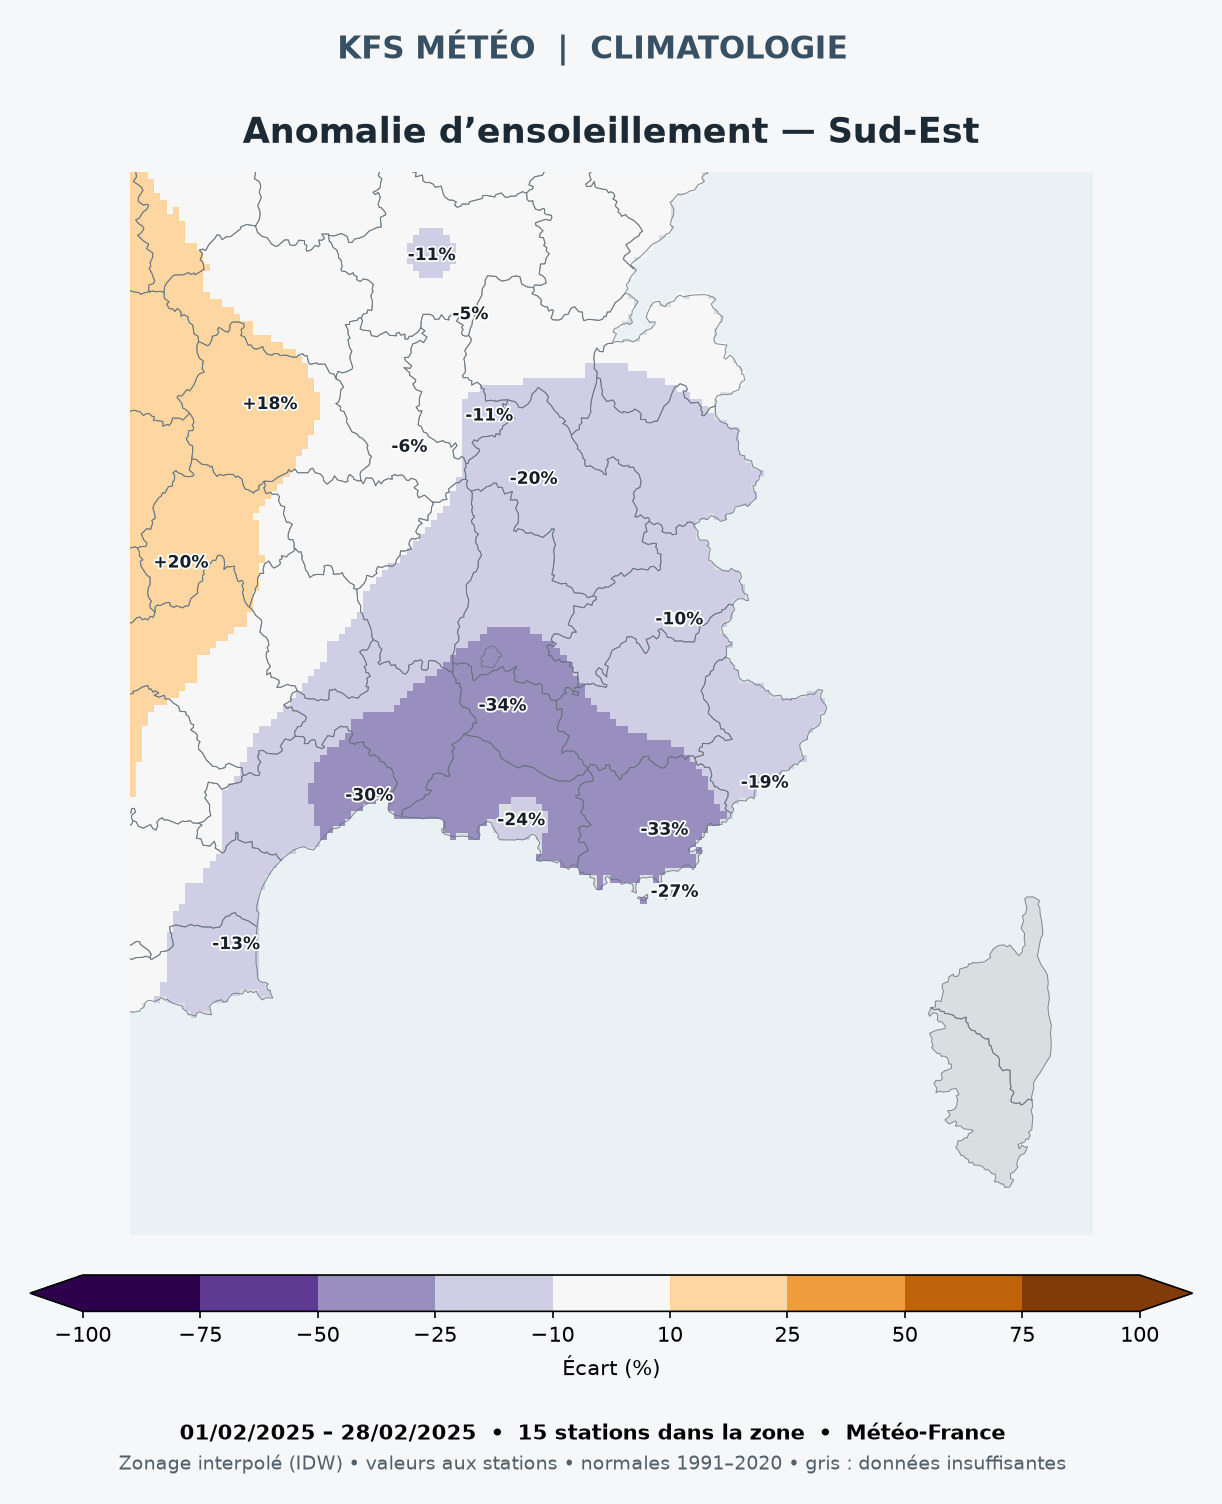 KFS MÉTÉO | CLIMATOLOGIE
Anomalie d’ensoleillement — Sud-Est
-11%
-5%
+18%
-11%
-6%
-20%
+20%
-10%
-34%
-19%
-30%
-24%
-33%
-27%
-13%
−100 −75 −50 −25 −10 10 25 50 75 100
Écart (%)
01/02/2025 – 28/02/2025 • 15 stations dans la zone • Météo-France
Zonage interpolé (IDW) • valeurs aux stations • normales 1991–2020 • gris : données insuffisantes